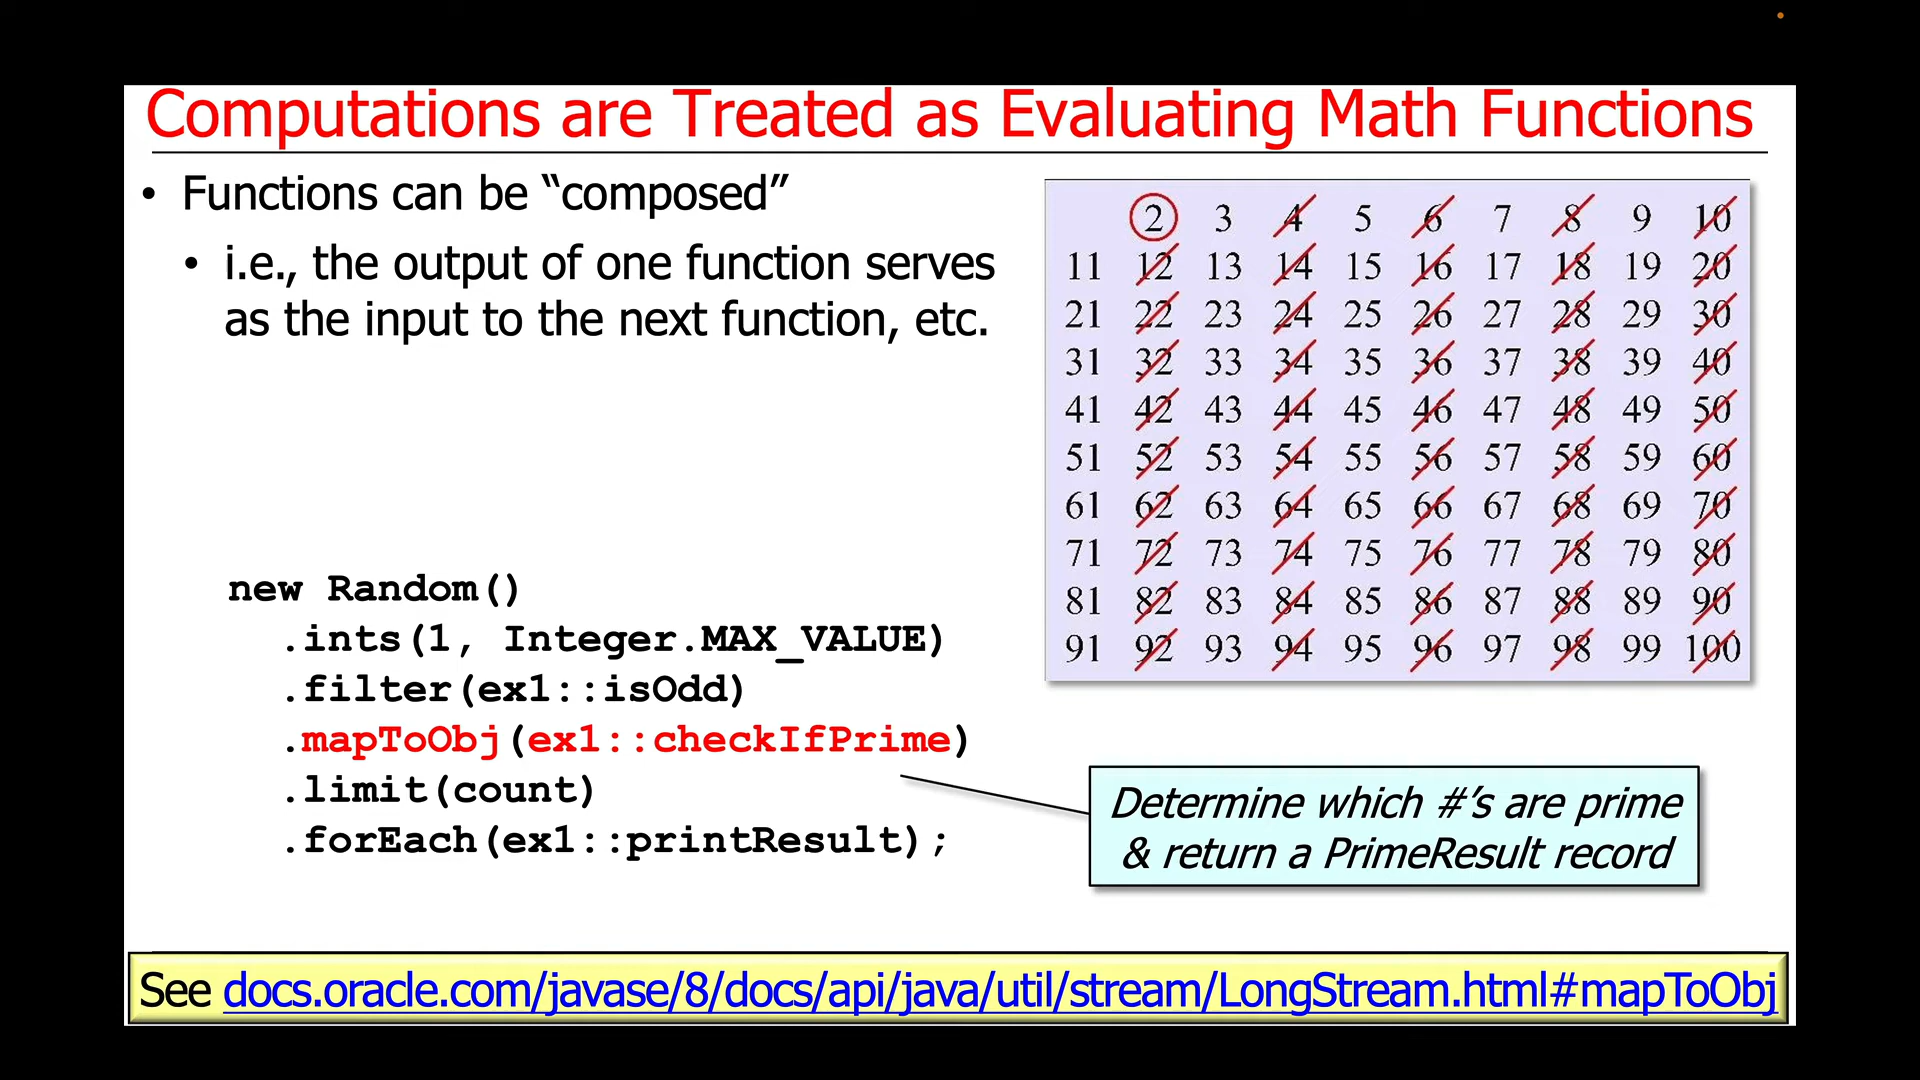 Computations are Treated as Evaluating Math Functions
• Functions can be “composed”
• i.e., the output of one function serves
as the input to the next function, etc.
2 3 4 5 6 7 8 9 10
11 12 13 14 15 16 17 18 19 20
21 22 23 24 25 26 27 28 29 30
31 32 33 34 35 36 37 38 39 40
41 42 43 44 45 46 47 48 49 50
51 52 53 54 55 56 57 58 59 60
61 62 63 64 65 66 67 68 69 70
71 72 73 74 75 76 77 78 79 80
81 82 83 84 85 86 87 88 89 90
91 92 93 94 95 96 97 98 99 100
new Random()
.ints(1, Integer.MAX_VALUE)
.filter(ex1::isOdd)
.mapToObj(ex1::checkIfPrime)
.limit(count)
.forEach(ex1::printResult);
Determine which #’s are prime
& return a PrimeResult record
See docs.oracle.com/javase/8/docs/api/java/util/stream/LongStream.html#mapToObj